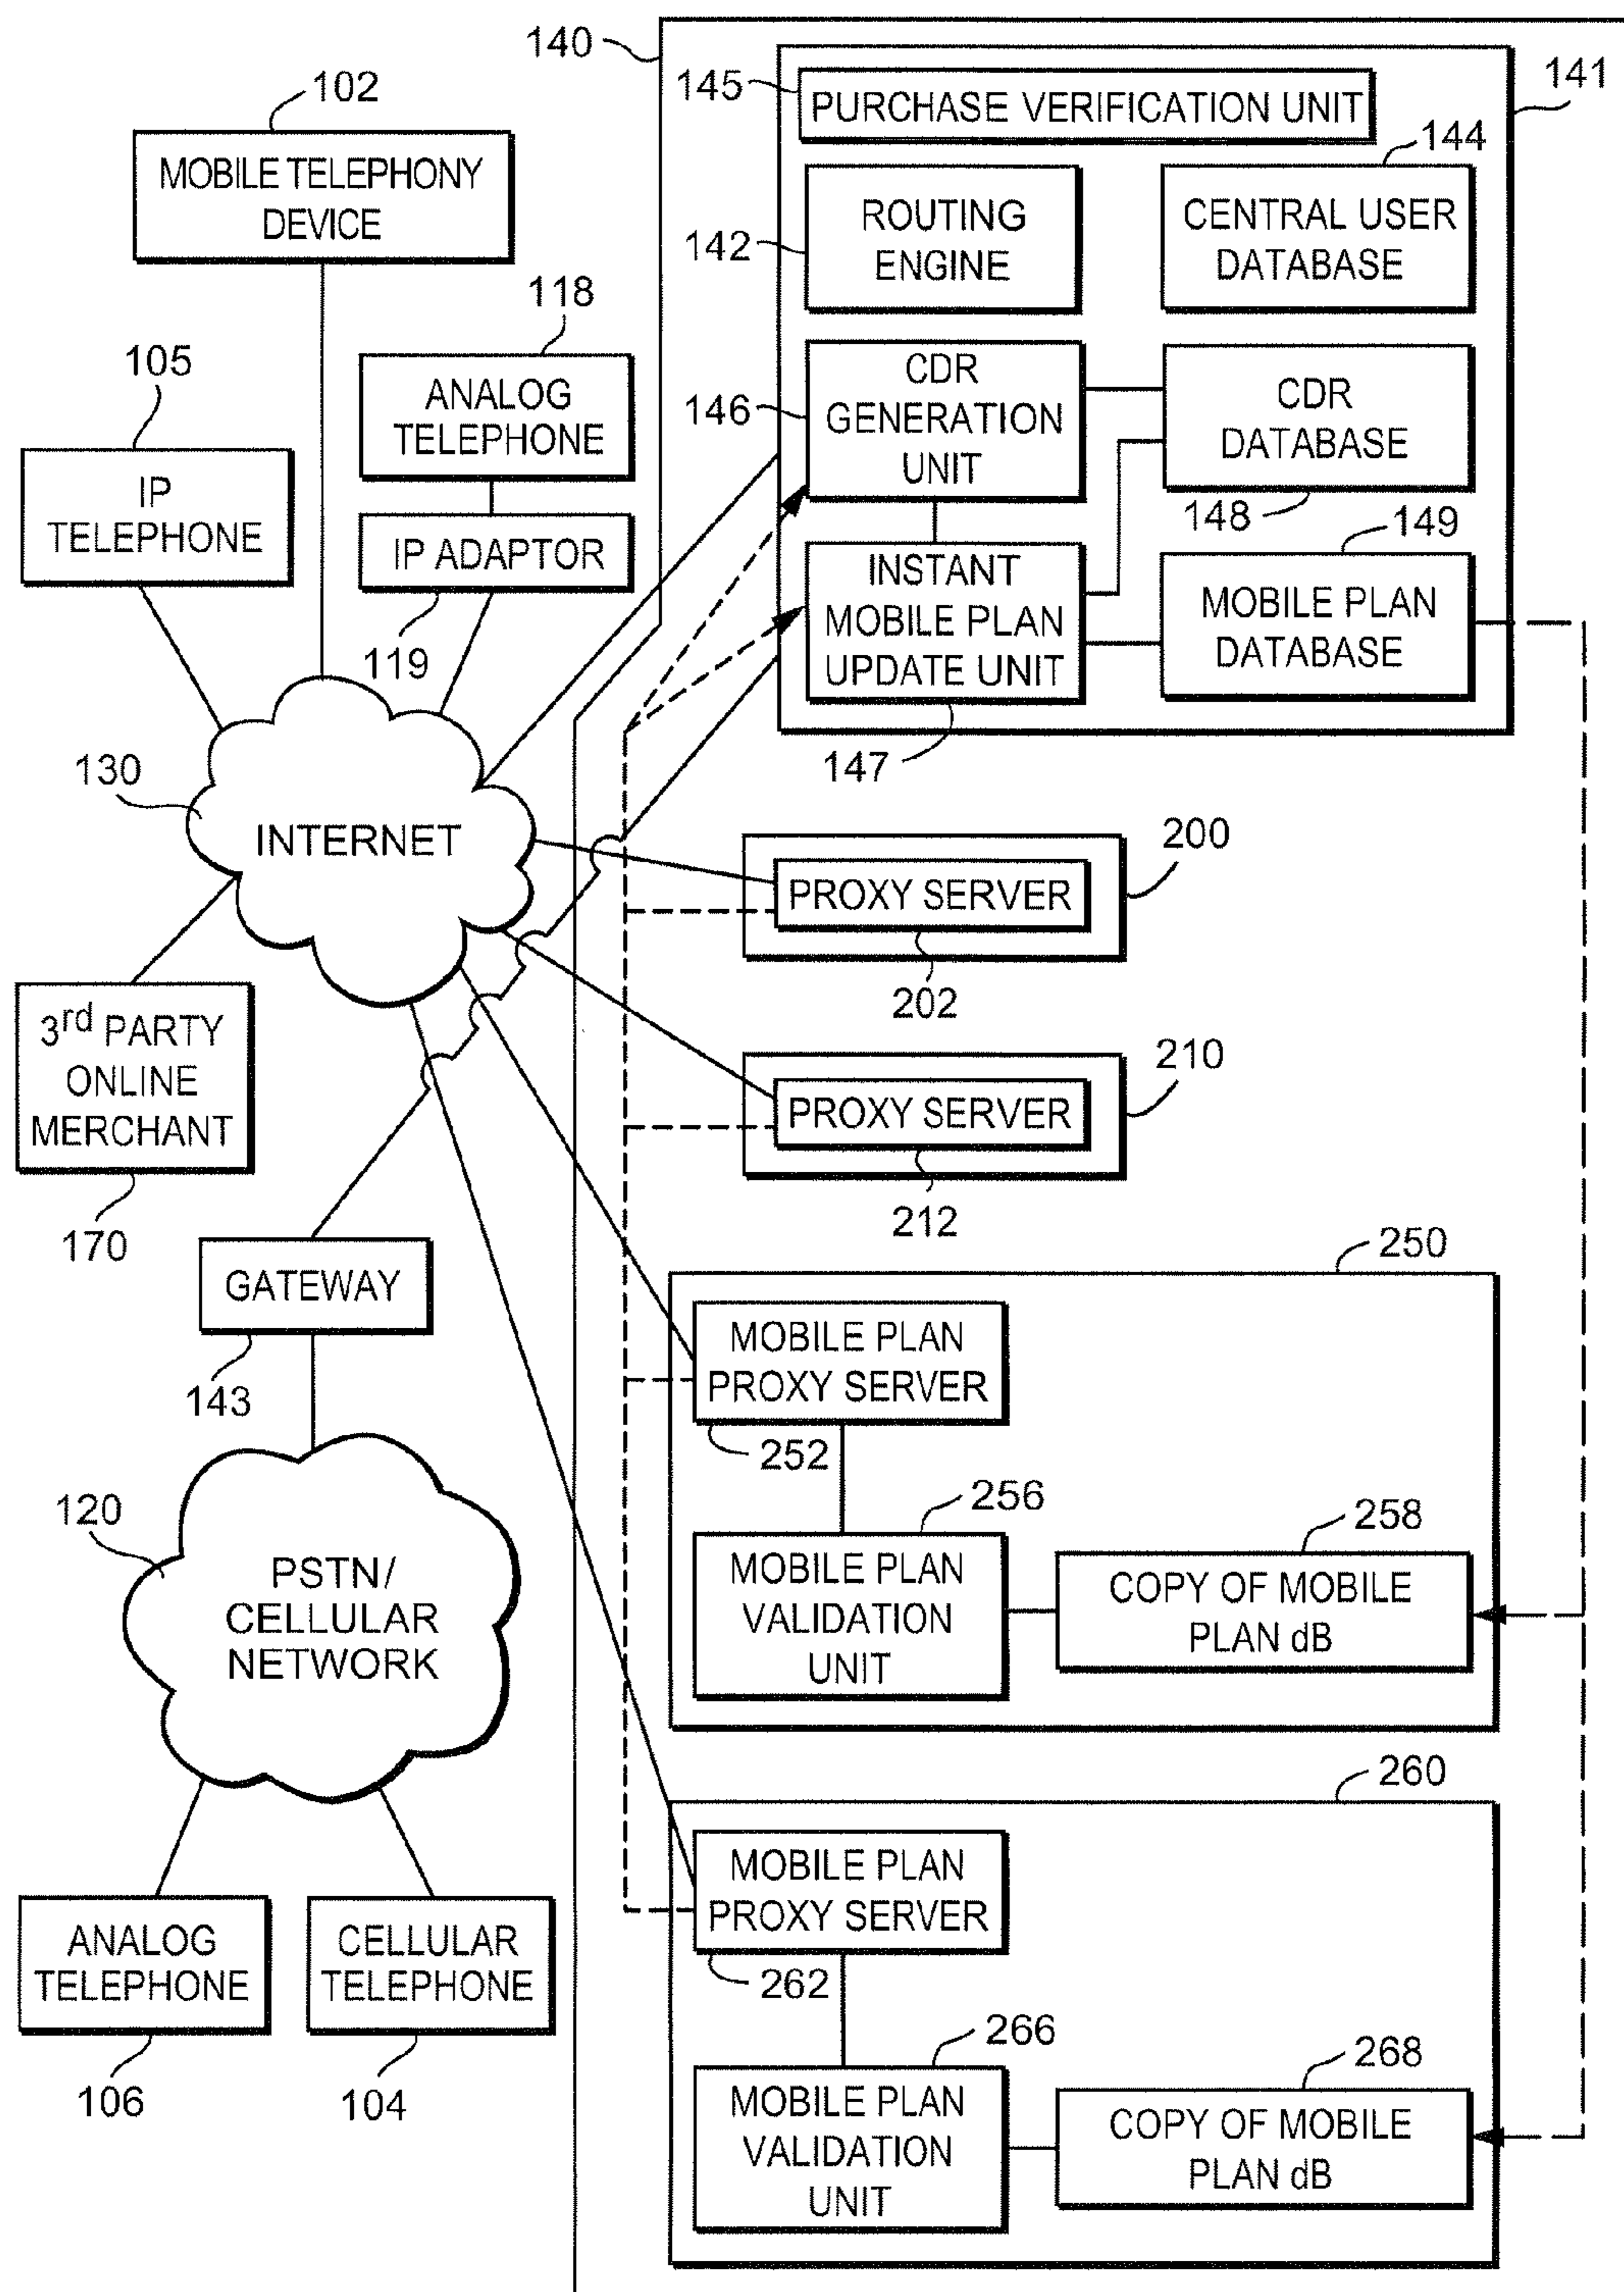 140
141
145
PURCHASE VERIFICATION UNIT
102
MOBILE TELEPHONY
DEVICE
144
ROUTING
ENGINE
142
CENTRAL USER
DATABASE
118
ANALOG
TELEPHONE
105
IP
TELEPHONE
IP ADAPTOR
119
146
CDR
GENERATION
UNIT
CDR
DATABASE
148
149
INSTANT
MOBILE PLAN
UPDATE UNIT
147
MOBILE PLAN
DATABASE
130
INTERNET
200
PROXY SERVER
202
3rd PARTY
ONLINE
MERCHANT
170
210
PROXY SERVER
212
GATEWAY
143
250
MOBILE PLAN
PROXY SERVER
252
256
MOBILE PLAN
VALIDATION
UNIT
258
COPY OF MOBILE
PLAN dB
120
PSTN/
CELLULAR
NETWORK
260
MOBILE PLAN
PROXY SERVER
262
ANALOG
TELEPHONE
106
CELLULAR
TELEPHONE
104
266
MOBILE PLAN
VALIDATION
UNIT
268
COPY OF MOBILE
PLAN dB